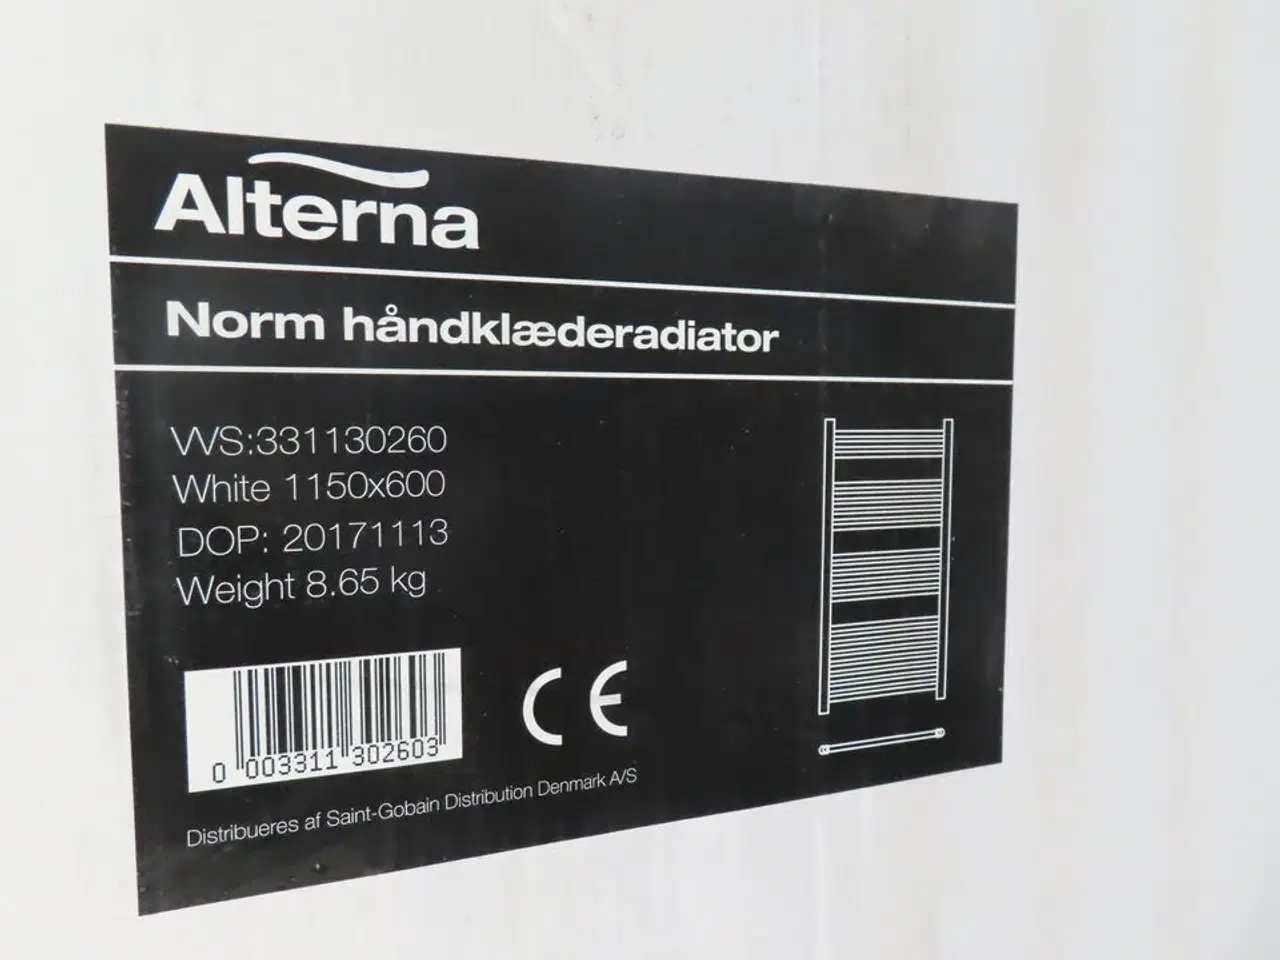 Alterna
Norm håndklæderadiator
VVS:331130260
White 1150x600
DOP: 20171113
Weight 8.65 kg
0 003311 302603
CE
Distribueres af Saint-Gobain Distribution Denmark A/S